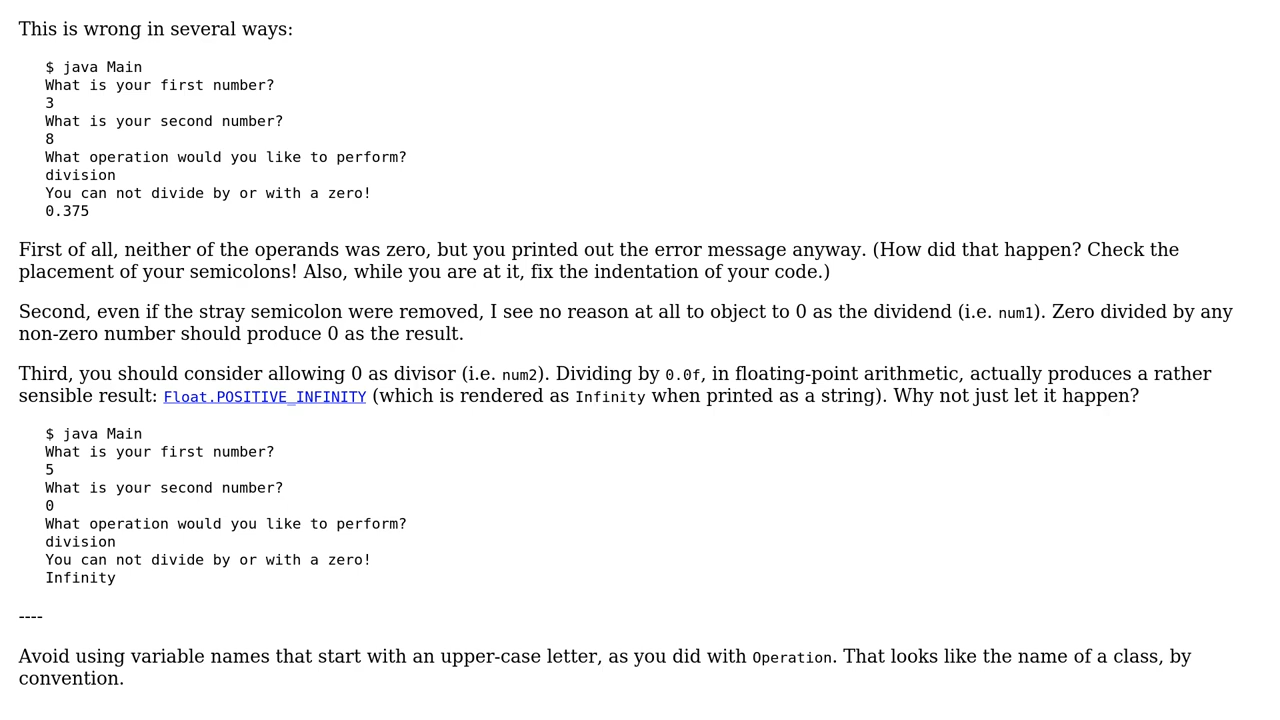 This is wrong in several ways:
$ java Main
What is your first number?
3
What is your second number?
8
What operation would you like to perform?
division
You can not divide by or with a zero!
0.375
First of all, neither of the operands was zero, but you printed out the error message anyway. (How did that happen? Check the
placement of your semicolons! Also, while you are at it, fix the indentation of your code.)
Second, even if the stray semicolon were removed, I see no reason at all to object to 0 as the dividend (i.e. num1). Zero divided by any
non-zero number should produce 0 as the result.
Third, you should consider allowing 0 as divisor (i.e. num2). Dividing by 0.0f, in floating-point arithmetic, actually produces a rather
sensible result: Float.POSITIVE_INFINITY (which is rendered as Infinity when printed as a string). Why not just let it happen?
$ java Main
What is your first number?
5
What is your second number?
0
What operation would you like to perform?
division
You can not divide by or with a zero!
Infinity
----
Avoid using variable names that start with an upper-case letter, as you did with Operation. That looks like the name of a class, by
convention.